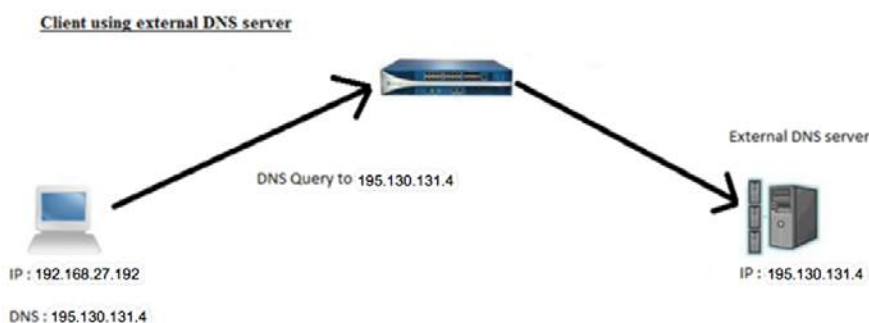 Client using external DNS server
External DNS server
DNS Query to 195.130.131.4
IP : 192.168.27.192
DNS : 195.130.131.4
IP : 195.130.131.4